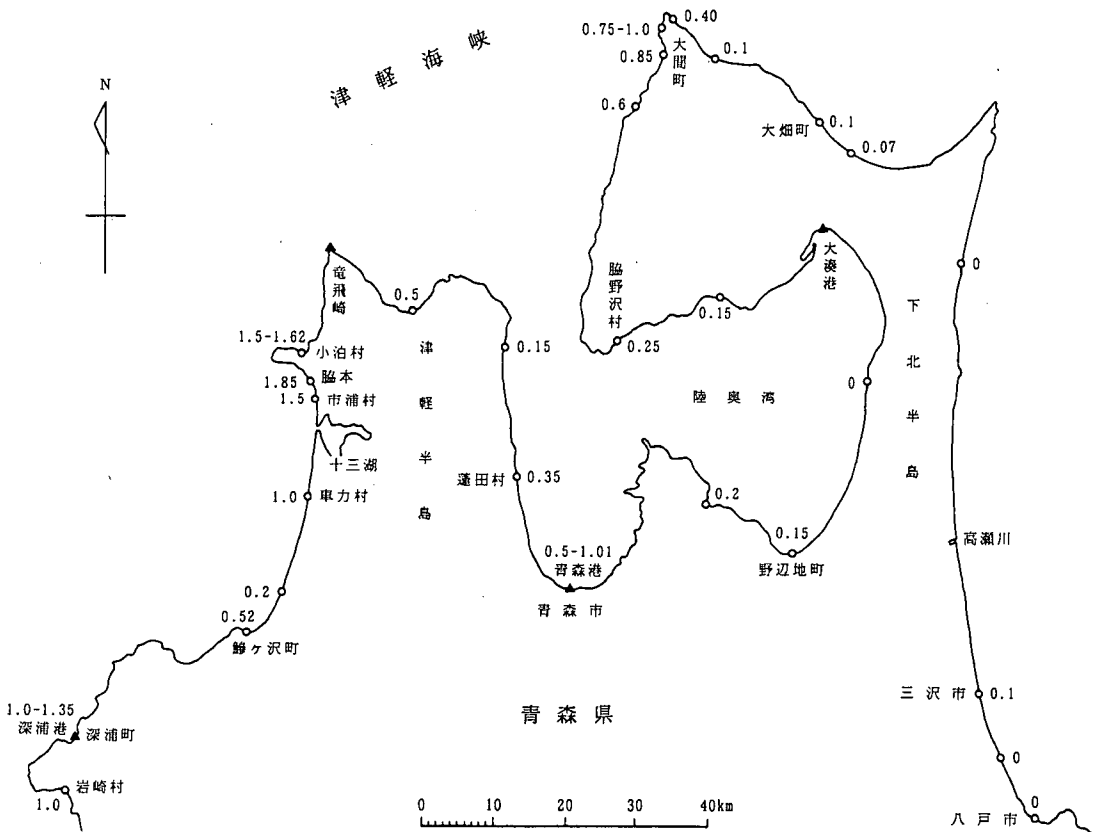 津軽海峡
N
0.75-1.0
0.40
0.85
大間町
0.1
0.6
大畑町
0.1
0.07
竜飛崎
0.5
脇野沢村
0.15
0.25
大湊港
0
下北半島
1.5-1.62
小泊村
1.85
脇本
1.5
市浦村
十三湖
津軽半島
0.15
陸奥湾
0
1.0
車力村
蓬田村
0.35
0.2
0.15
野辺地町
高瀬川
0.5-1.01
青森港
青森市
0.2
0.52
鰺ヶ沢町
三沢市
0.1
1.0-1.35
深浦港
深浦町
青森県
0
岩崎村
1.0
0 10 20 30 40km
0
八戸市